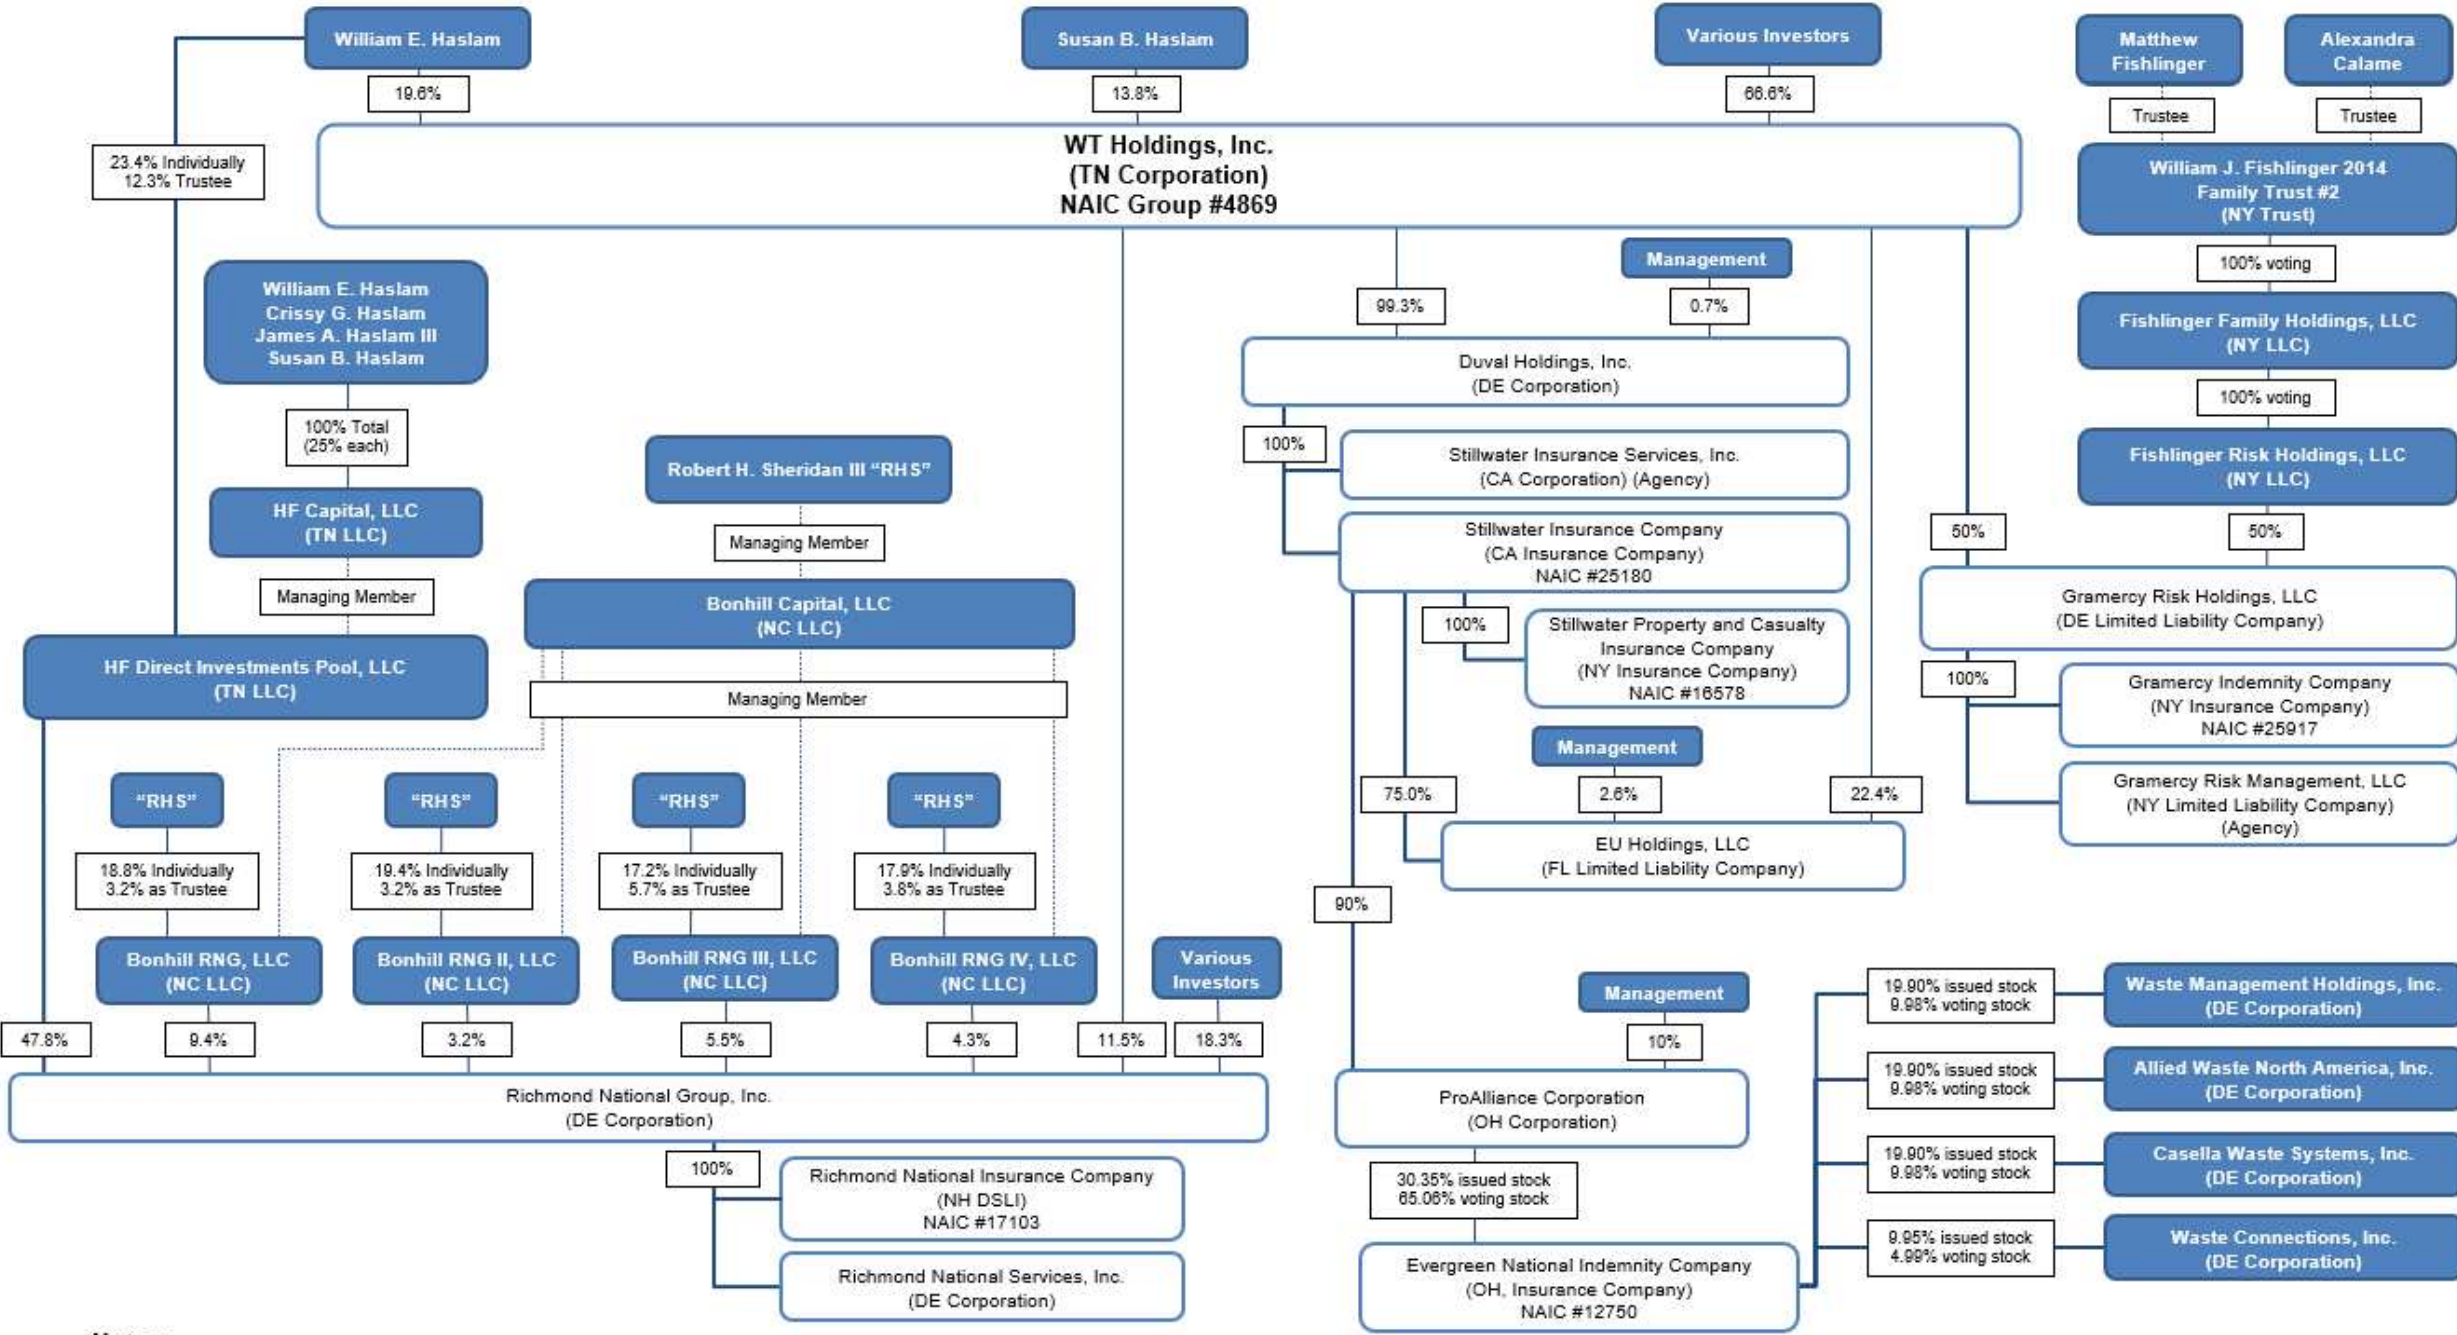 William E. Haslam
19.6%
Susan B. Haslam
13.8%
Various Investors
66.6%
Matthew
Fishlinger
Trustee
Alexandra
Calame
Trustee
23.4% Individually
12.3% Trustee
WT Holdings, Inc.
(TN Corporation)
NAIC Group #4869
William J. Fishlinger 2014
Family Trust #2
(NY Trust)
100% voting
Fishlinger Family Holdings, LLC
(NY LLC)
100% voting
Fishlinger Risk Holdings, LLC
(NY LLC)
50%
50%
Gramercy Risk Holdings, LLC
(DE Limited Liability Company)
100%
Gramercy Indemnity Company
(NY Insurance Company)
NAIC #25917
Gramercy Risk Management, LLC
(NY Limited Liability Company)
(Agency)
William E. Haslam
Crissy G. Haslam
James A. Haslam III
Susan B. Haslam
100% Total
(25% each)
HF Capital, LLC
(TN LLC)
Managing Member
HF Direct Investments Pool, LLC
(TN LLC)
Robert H. Sheridan III “RHS”
Managing Member
Bonhill Capital, LLC
(NC LLC)
Managing Member
“RHS”
18.8% Individually
3.2% as Trustee
Bonhill RNG, LLC
(NC LLC)
“RHS”
19.4% Individually
3.2% as Trustee
Bonhill RNG II, LLC
(NC LLC)
“RHS”
17.2% Individually
5.7% as Trustee
Bonhill RNG III, LLC
(NC LLC)
“RHS”
17.9% Individually
3.8% as Trustee
Bonhill RNG IV, LLC
(NC LLC)
Various
Investors
47.8%
9.4%
3.2%
5.5%
4.3%
11.5%
18.3%
Richmond National Group, Inc.
(DE Corporation)
100%
Richmond National Insurance Company
(NH DSLI)
NAIC #17103
Richmond National Services, Inc.
(DE Corporation)
99.3%
Management
0.7%
Duval Holdings, Inc.
(DE Corporation)
100%
Stillwater Insurance Services, Inc.
(CA Corporation) (Agency)
Stillwater Insurance Company
(CA Insurance Company)
NAIC #25180
100%
Stillwater Property and Casualty
Insurance Company
(NY Insurance Company)
NAIC #16578
Management
75.0%
2.6%
22.4%
EU Holdings, LLC
(FL Limited Liability Company)
90%
Management
10%
ProAlliance Corporation
(OH Corporation)
30.35% issued stock
65.06% voting stock
Evergreen National Indemnity Company
(OH, Insurance Company)
NAIC #12750
19.90% issued stock
9.98% voting stock
Waste Management Holdings, Inc.
(DE Corporation)
19.90% issued stock
9.98% voting stock
Allied Waste North America, Inc.
(DE Corporation)
19.90% issued stock
9.98% voting stock
Casella Waste Systems, Inc.
(DE Corporation)
9.95% issued stock
4.99% voting stock
Waste Connections, Inc.
(DE Corporation)